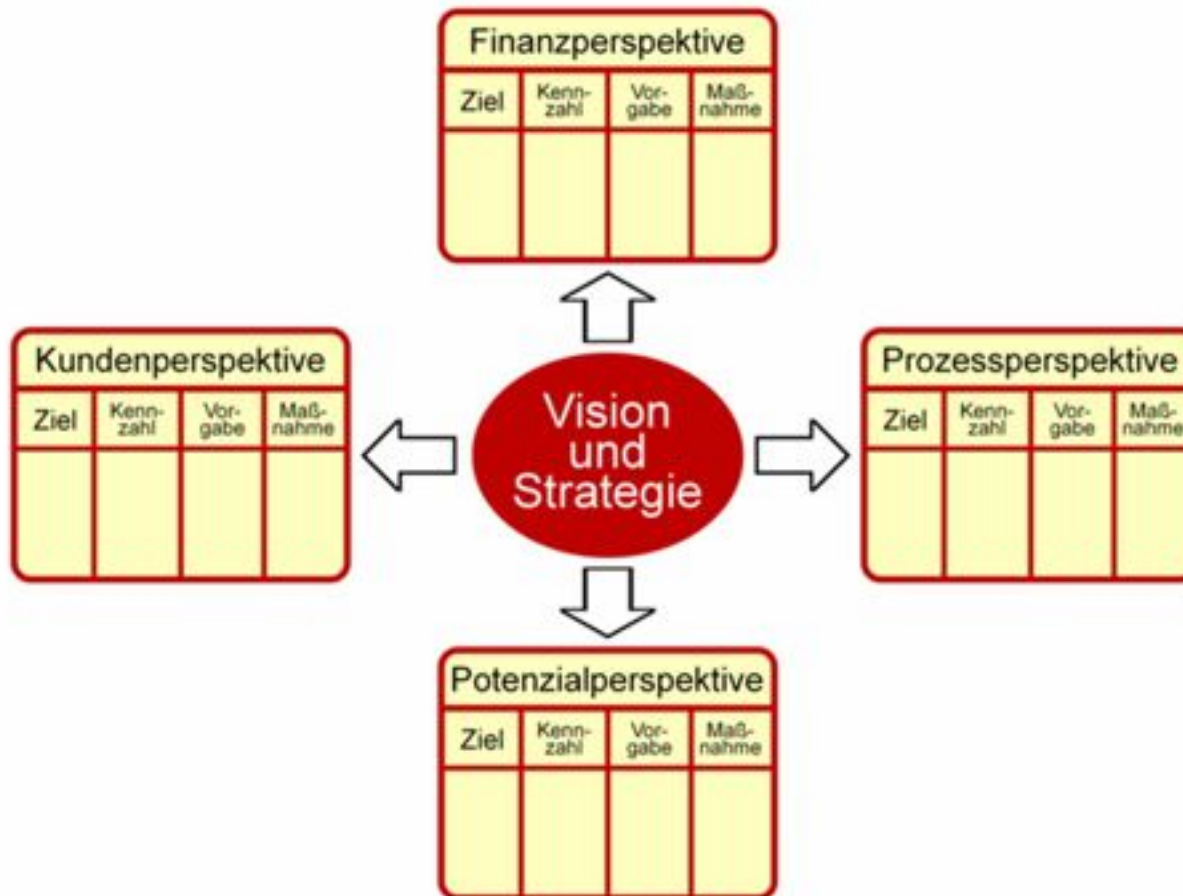 Finanzperspektive
Ziel
Kenn-
zahl
Vor-
gabe
Maß-
nahme
Kundenperspektive
Ziel
Kenn-
zahl
Vor-
gabe
Maß-
nahme
Vision
und
Strategie
Prozessperspektive
Ziel
Kenn-
zahl
Vor-
gabe
Maß-
nahme
Potenzialperspektive
Ziel
Kenn-
zahl
Vor-
gabe
Maß-
nahme